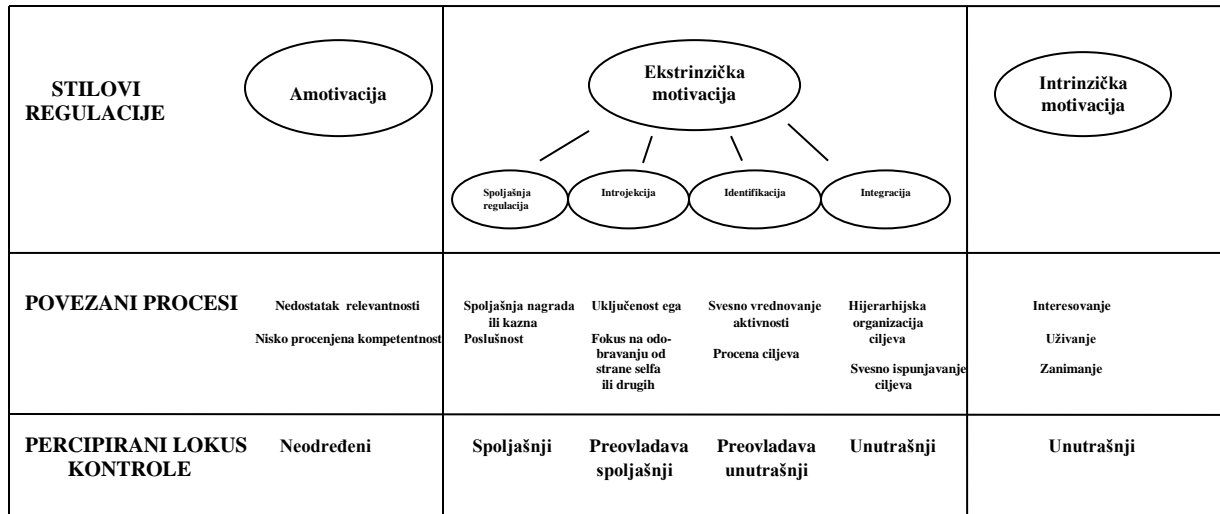 STILOVI
REGULACIJE
Amotivacija
Ekstrinzička
motivacija
Intrinzička
motivacija
Spoljašnja
regulacija
Introjekcija
Identifikacija
Integracija
POVEZANI PROCESI
Nedostatak relevantnosti
Nisko procenjena kompetentnost
Spoljašnja nagrada
ili kazna
Poslušnost
Uključenost ega
Fokus na odo-
bravanju od
strane selfa
ili drugih
Svesno vrednovanje
aktivnosti
Procena ciljeva
Hijerarhijska
organizacija
ciljeva
Svesno ispunjavanje
ciljeva
Interesovanje
Uživanje
Zanimanje
PERCIPIRANI LOKUS
KONTROLE
Neodređeni
Spoljašnji
Preovladava
spoljašnji
Preovladava
unutrašnji
Unutrašnji
Unutrašnji